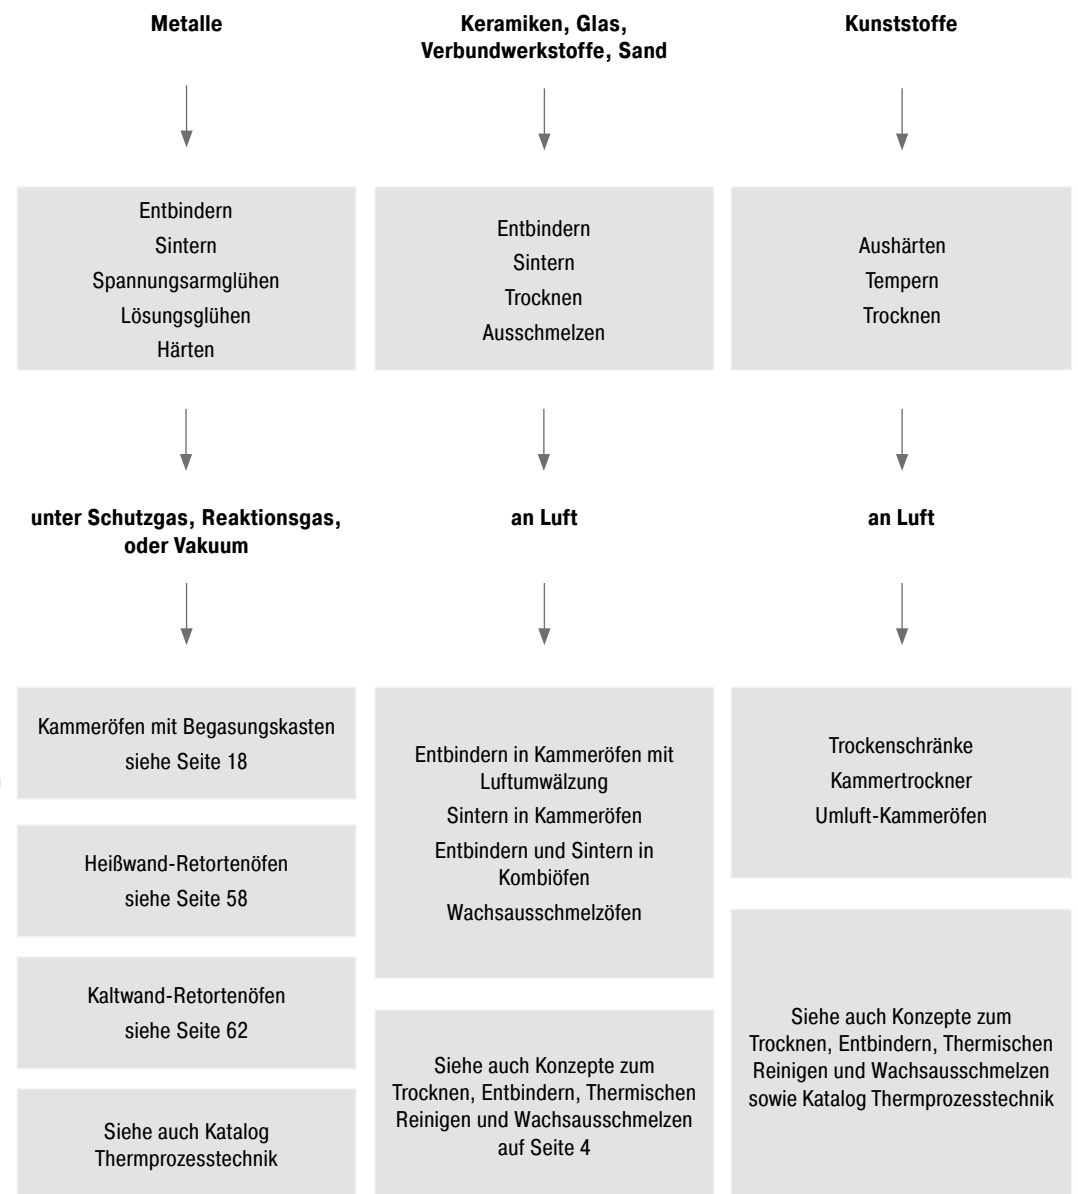 Metalle
Entbindern
Sintern
Spannungsarmglühen
Lösungsglühen
Härten
unter Schutzgas, Reaktionsgas,
oder Vakuum
Kammeröfen mit Begasungskasten
siehe Seite 18
Heißwand-Retortenöfen
siehe Seite 58
Kaltwand-Retortenöfen
siehe Seite 62
Siehe auch Katalog
Thermprozesstechnik
Keramiken, Glas,
Verbundwerkstoffe, Sand
Entbindern
Sintern
Trocknen
Ausschmelzen
an Luft
Entbindern in Kammeröfen mit
Luftumwälzung
Sintern in Kammeröfen
Entbindern und Sintern in
Kombiöfen
Wachsausschmelzöfen
Siehe auch Konzepte zum
Trocknen, Entbindern, Thermischen
Reinigen und Wachsausschmelzen
auf Seite 4
Kunststoffe
Aushärten
Tempern
Trocknen
an Luft
Trockenschränke
Kammertrockner
Umluft-Kammeröfen
Siehe auch Konzepte zum
Trocknen, Entbindern, Thermischen
Reinigen und Wachsausschmelzen
sowie Katalog Thermprozesstechnik